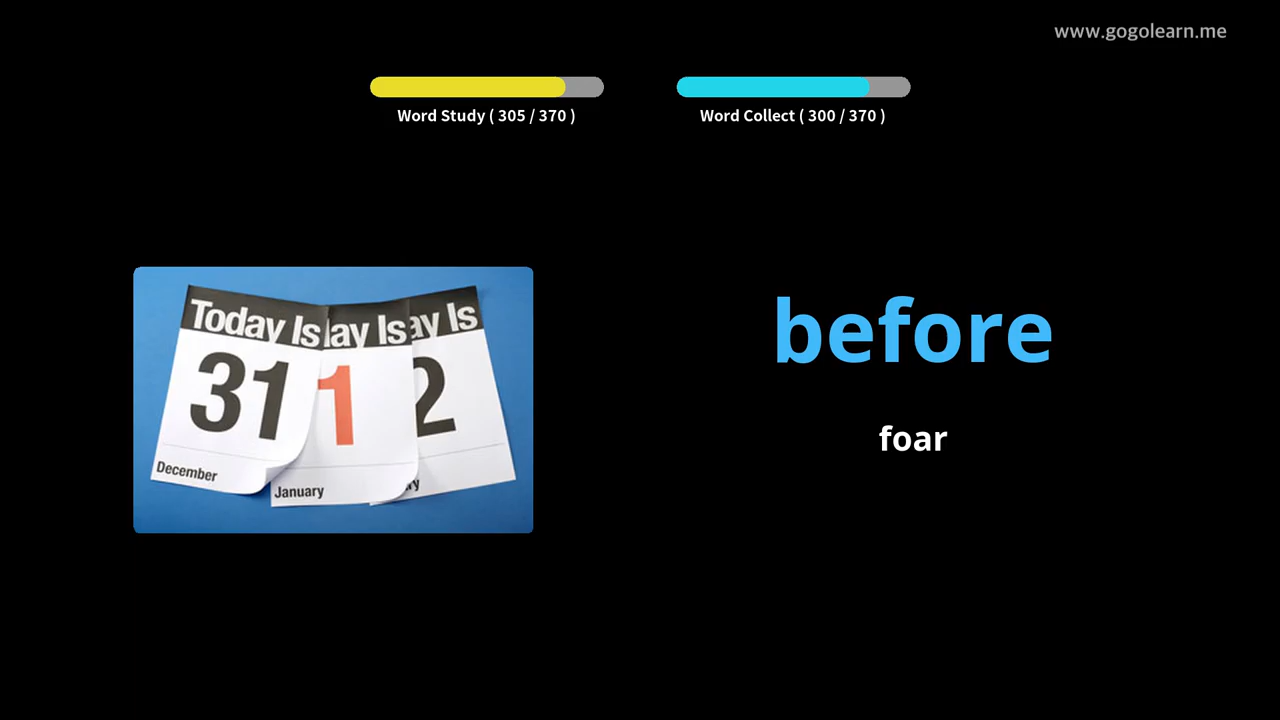 www.gogolearn.me
Word Study ( 305 / 370 )
Word Collect ( 300 / 370 )
Today Is
ay Is
ay Is
31
1
2
December
January
ry
before
foar